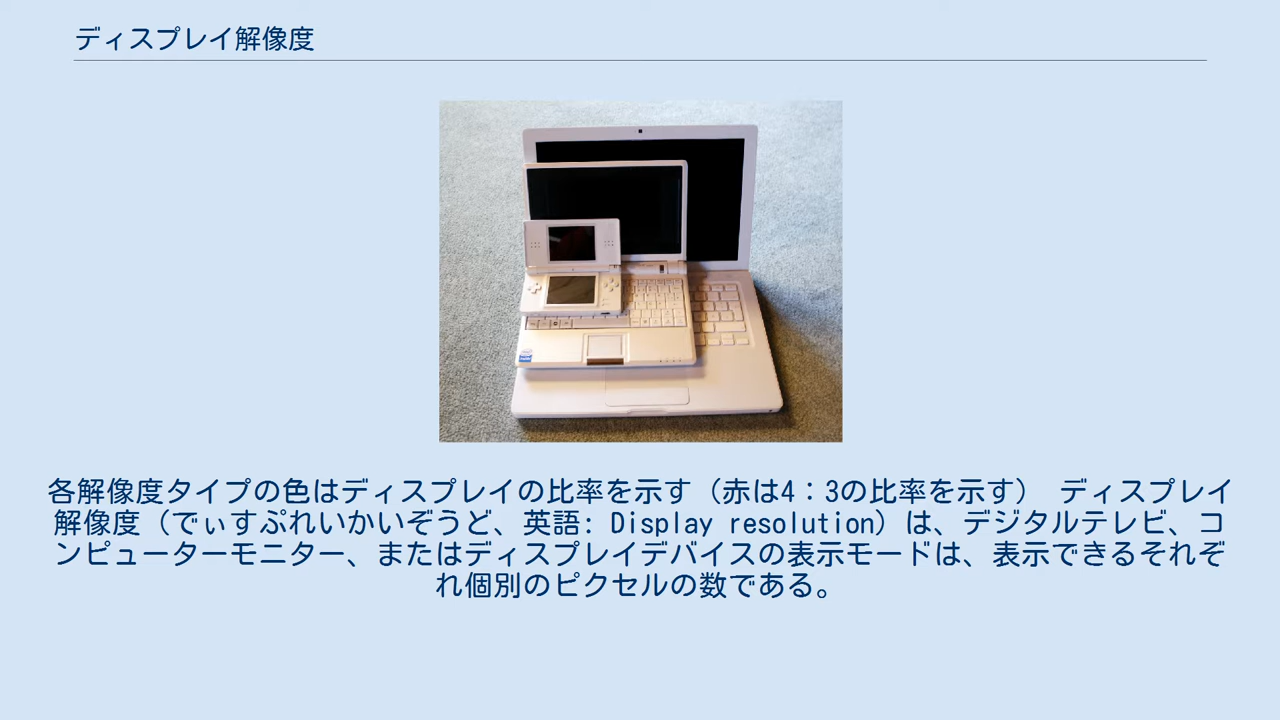 ディスプレイ解像度
各解像度タイプの色はディスプレイの比率を示す（赤は4：3の比率を示す） ディスプレイ
解像度（でぃすぷれいかいぞうど、英語: Display resolution）は、デジタルテレビ、コ
ンピューターモニター、またはディスプレイデバイスの表示モードは、表示できるそれぞ
れ個別のピクセルの数である。